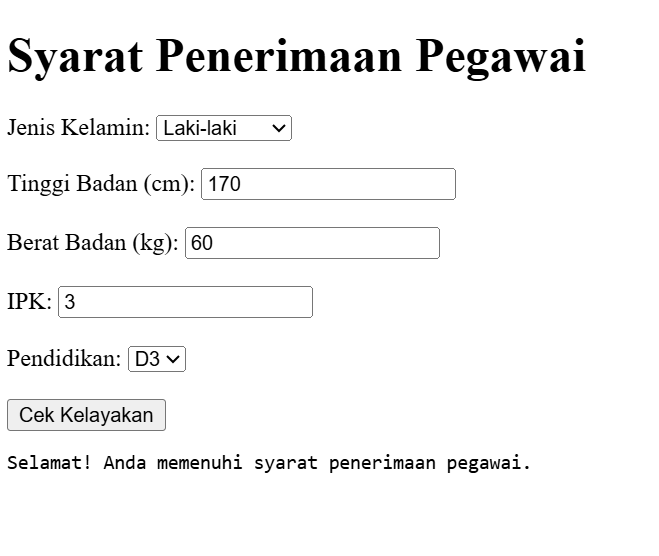 Syarat Penerimaan Pegawai
Jenis Kelamin: Laki-laki
Tinggi Badan (cm): 170
Berat Badan (kg): 60
IPK: 3
Pendidikan: D3
Cek Kelayakan
Selamat! Anda memenuhi syarat penerimaan pegawai.